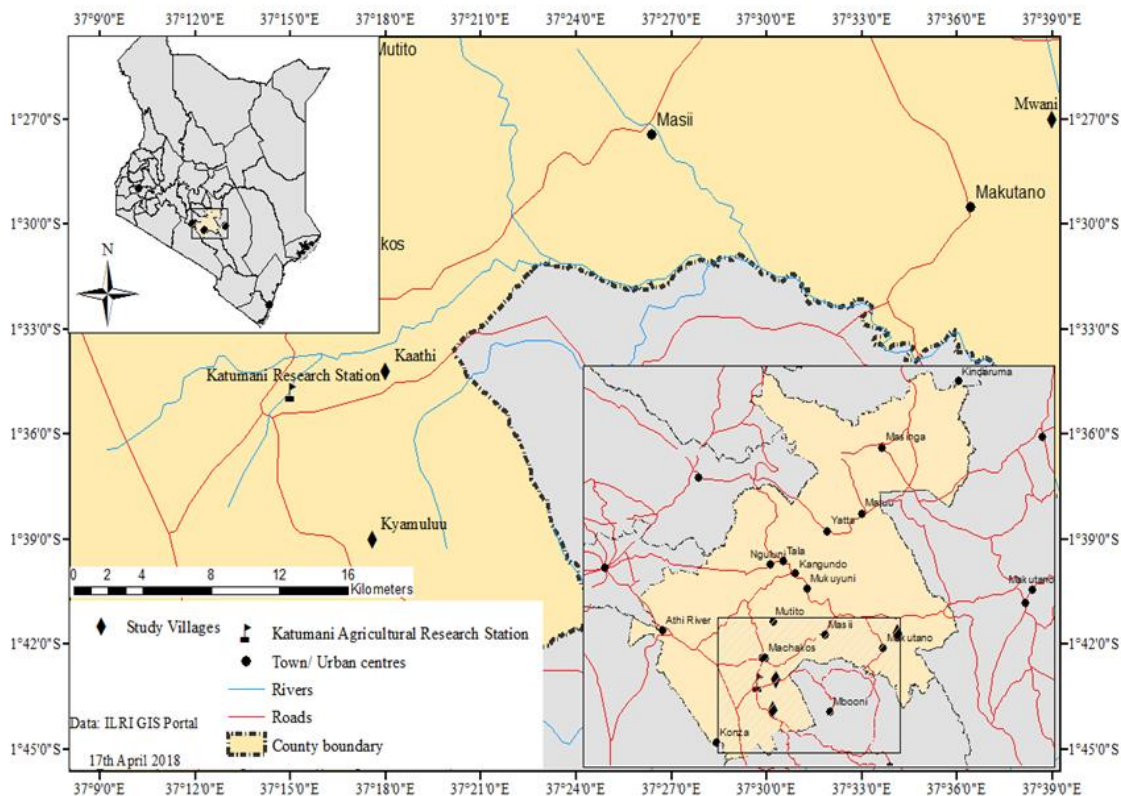 37°9'0"E 37°12'0"E 37°15'0"E 37°18'0"E 37°21'0"E 37°24'0"E 37°27'0"E 37°30'0"E 37°33'0"E 37°36'0"E 37°39'0"E
Mutito
Mwani
1°27'0"S
1°27'0"S
Masii
Makutano
1°30'0"S
1°30'0"S
kos
N
1°33'0"S
1°33'0"S
Kaathi
Katumani Research Station
1°36'0"S
1°36'0"S
Kyamuluu
1°39'0"S
1°39'0"S
0 2 4 8 12 16
Kilometers
Study Villages
Katumani Agricultural Research Station
Town/ Urban centres
Rivers
Roads
County boundary
Data: ILRI GIS Portal
17th April 2018
1°42'0"S
1°42'0"S
1°45'0"S
1°45'0"S
Kindaruma
Masinga
Matuu
Yatta
Nguluni
Tala
Kangundo
Mukuyuni
Makutano
Mutito
Athi River
Masii
Makutano
Machakos
Mbooni
Konza
37°9'0"E 37°12'0"E 37°15'0"E 37°18'0"E 37°21'0"E 37°24'0"E 37°27'0"E 37°30'0"E 37°33'0"E 37°36'0"E 37°39'0"E